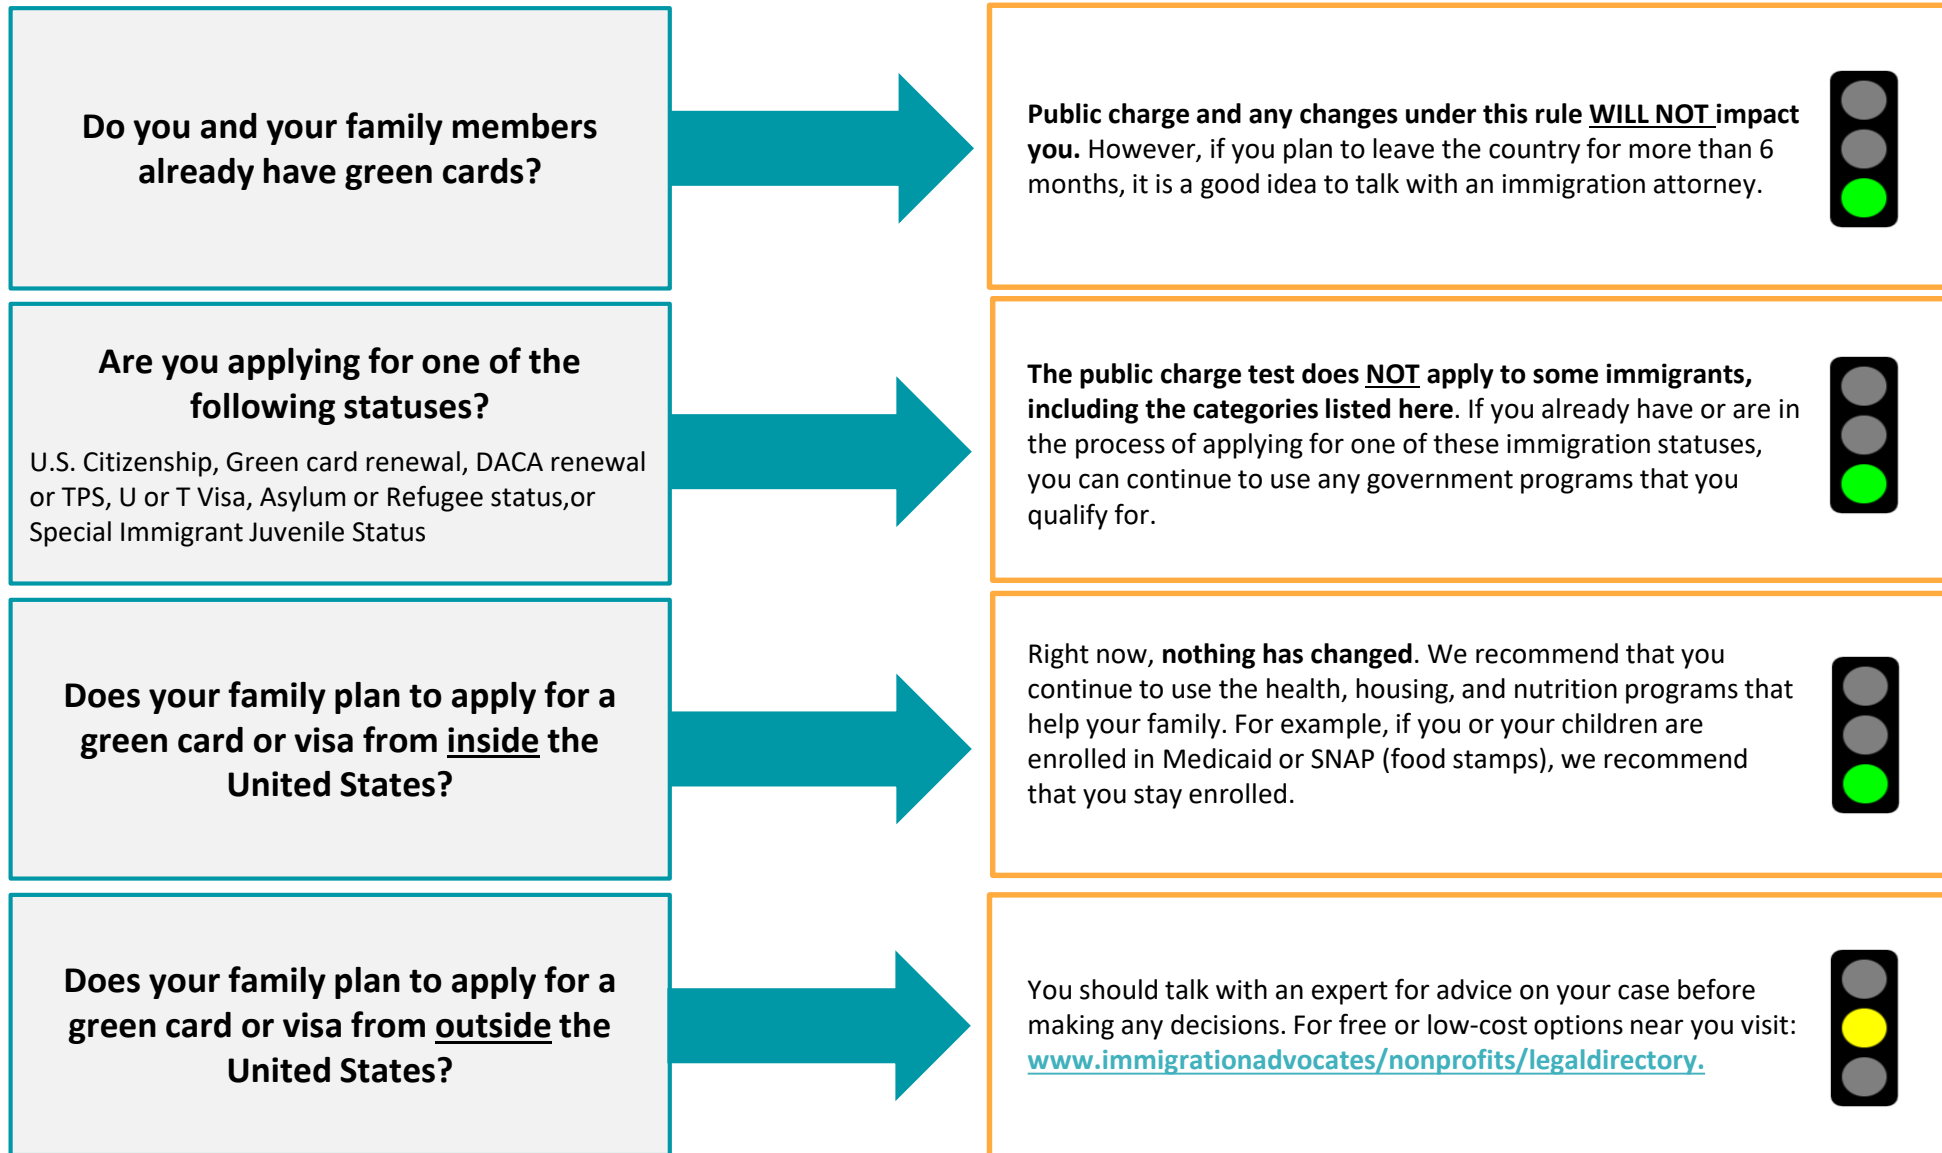 Do you and your family members
already have green cards?
Public charge and any changes under this rule WILL NOT impact
you. However, if you plan to leave the country for more than 6
months, it is a good idea to talk with an immigration attorney.
Are you applying for one of the
following statuses?
U.S. Citizenship, Green card renewal, DACA renewal
or TPS, U or T Visa, Asylum or Refugee status,or
Special Immigrant Juvenile Status
The public charge test does NOT apply to some immigrants,
including the categories listed here. If you already have or are in
the process of applying for one of these immigration statuses,
you can continue to use any government programs that you
qualify for.
Does your family plan to apply for a
green card or visa from inside the
United States?
Right now, nothing has changed. We recommend that you
continue to use the health, housing, and nutrition programs that
help your family. For example, if you or your children are
enrolled in Medicaid or SNAP (food stamps), we recommend
that you stay enrolled.
Does your family plan to apply for a
green card or visa from outside the
United States?
You should talk with an expert for advice on your case before
making any decisions. For free or low-cost options near you visit:
www.immigrationadvocates/nonprofits/legaldirectory.